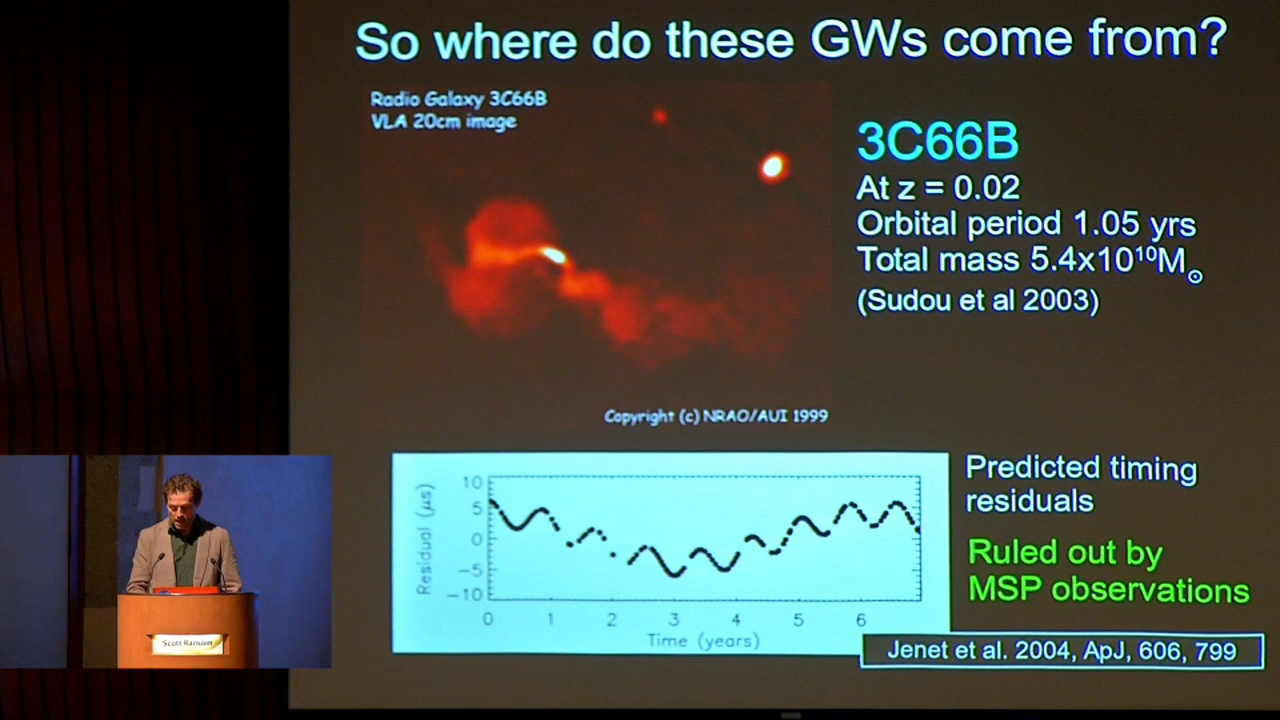 So where do these GWs come from?
Radio Galaxy 3C66B
VLA 20cm image
3C66B
At z = 0.02
Orbital period 1.05 yrs
Total mass 5.4x10¹⁰M☉
(Sudou et al 2003)
Copyright (c) NRAO/AUI 1999
Predicted timing
residuals
Ruled out by
MSP observations
Residual (μs)
10
5
0
−5
−10
0 1 2 3 4 5 6
Time (years)
Jenet et al. 2004, ApJ, 606, 799
Scott Ransom